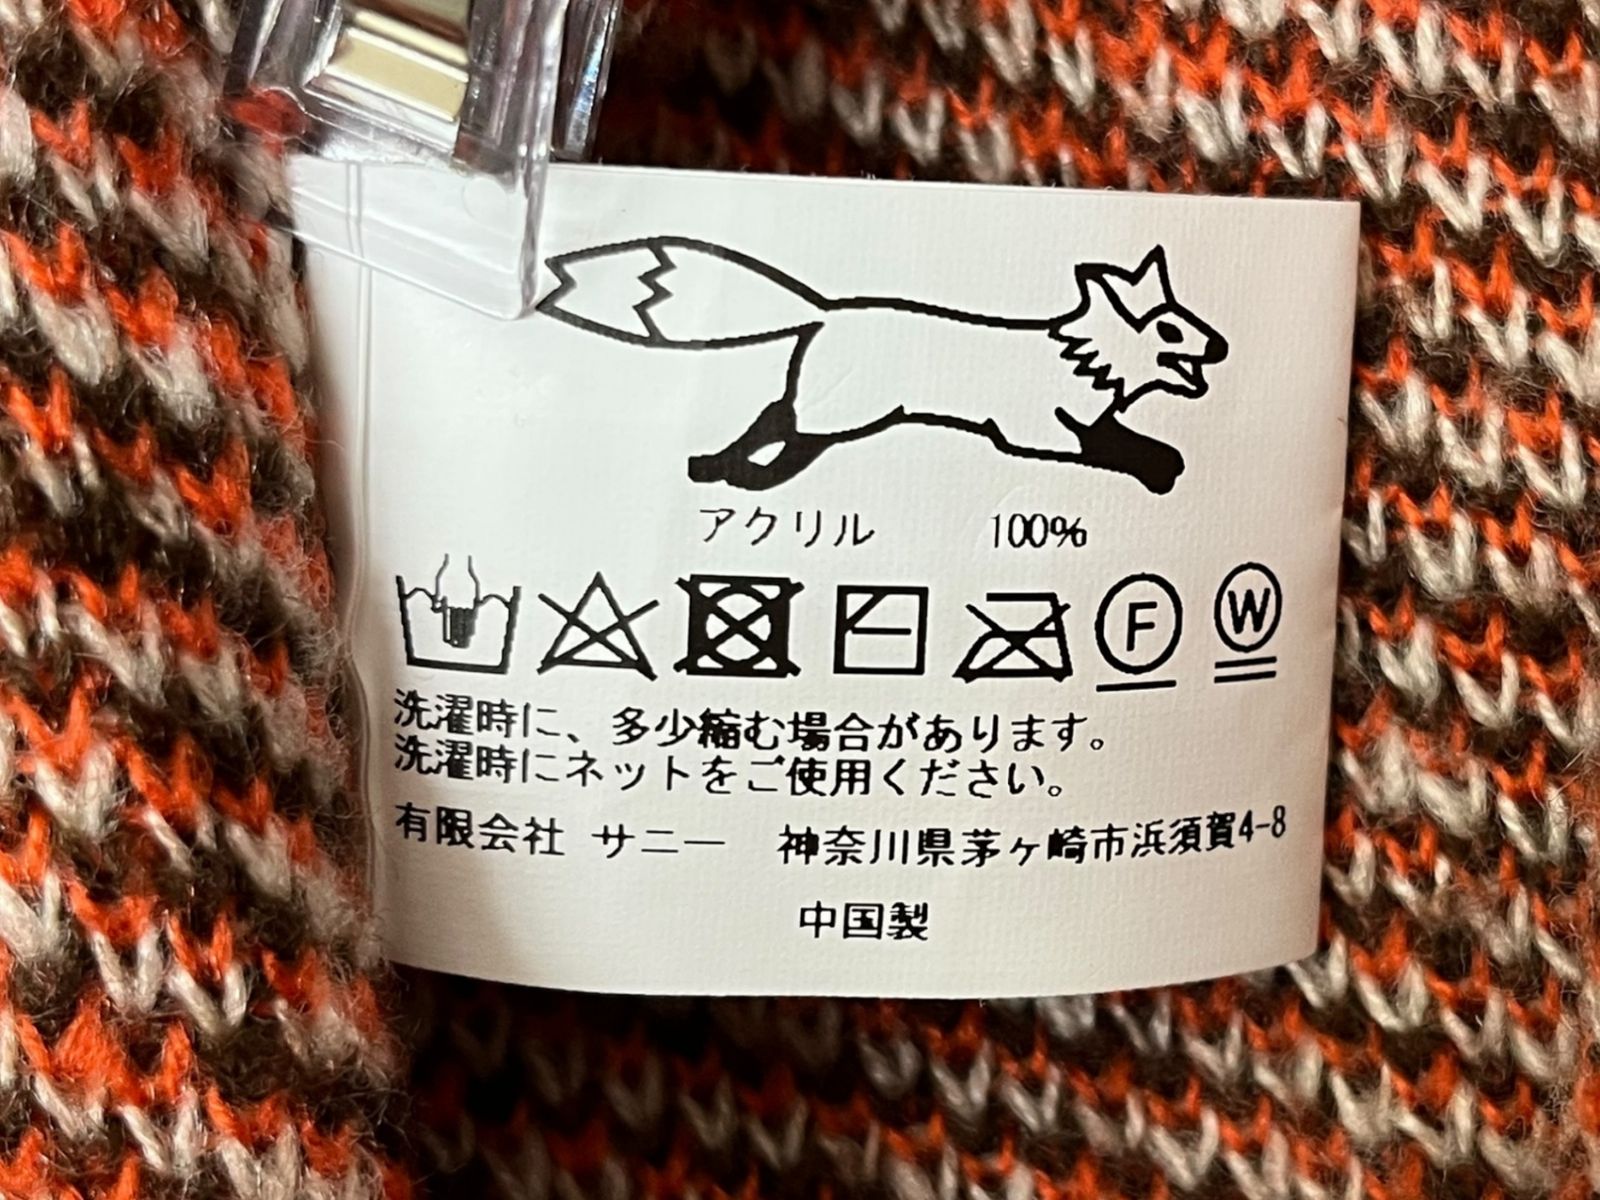 アクリル 100%
F W
洗濯時に、多少縮む場合があります。
洗濯時にネットをご使用ください。
有限会社 サニー 神奈川県茅ヶ崎市浜須賀4-8
中国製